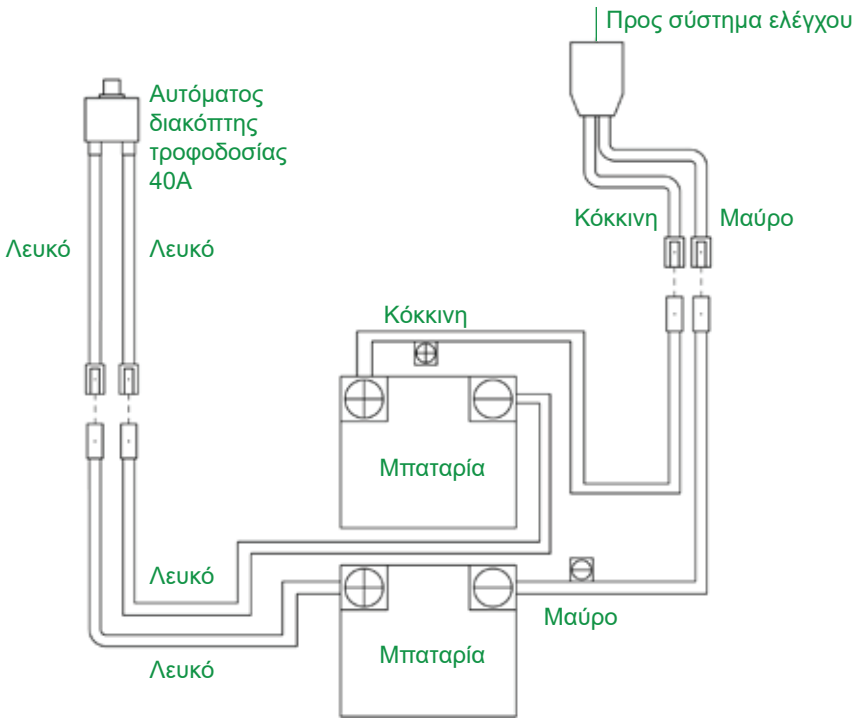 Προς σύστημα ελέγχου
Αυτόματος
διακόπτης
τροφοδοσίας
40A
Κόκκινη
Μαύρο
Λευκό
Λευκό
Κόκκινη
Μπαταρία
Λευκό
Μαύρο
Μπαταρία
Λευκό